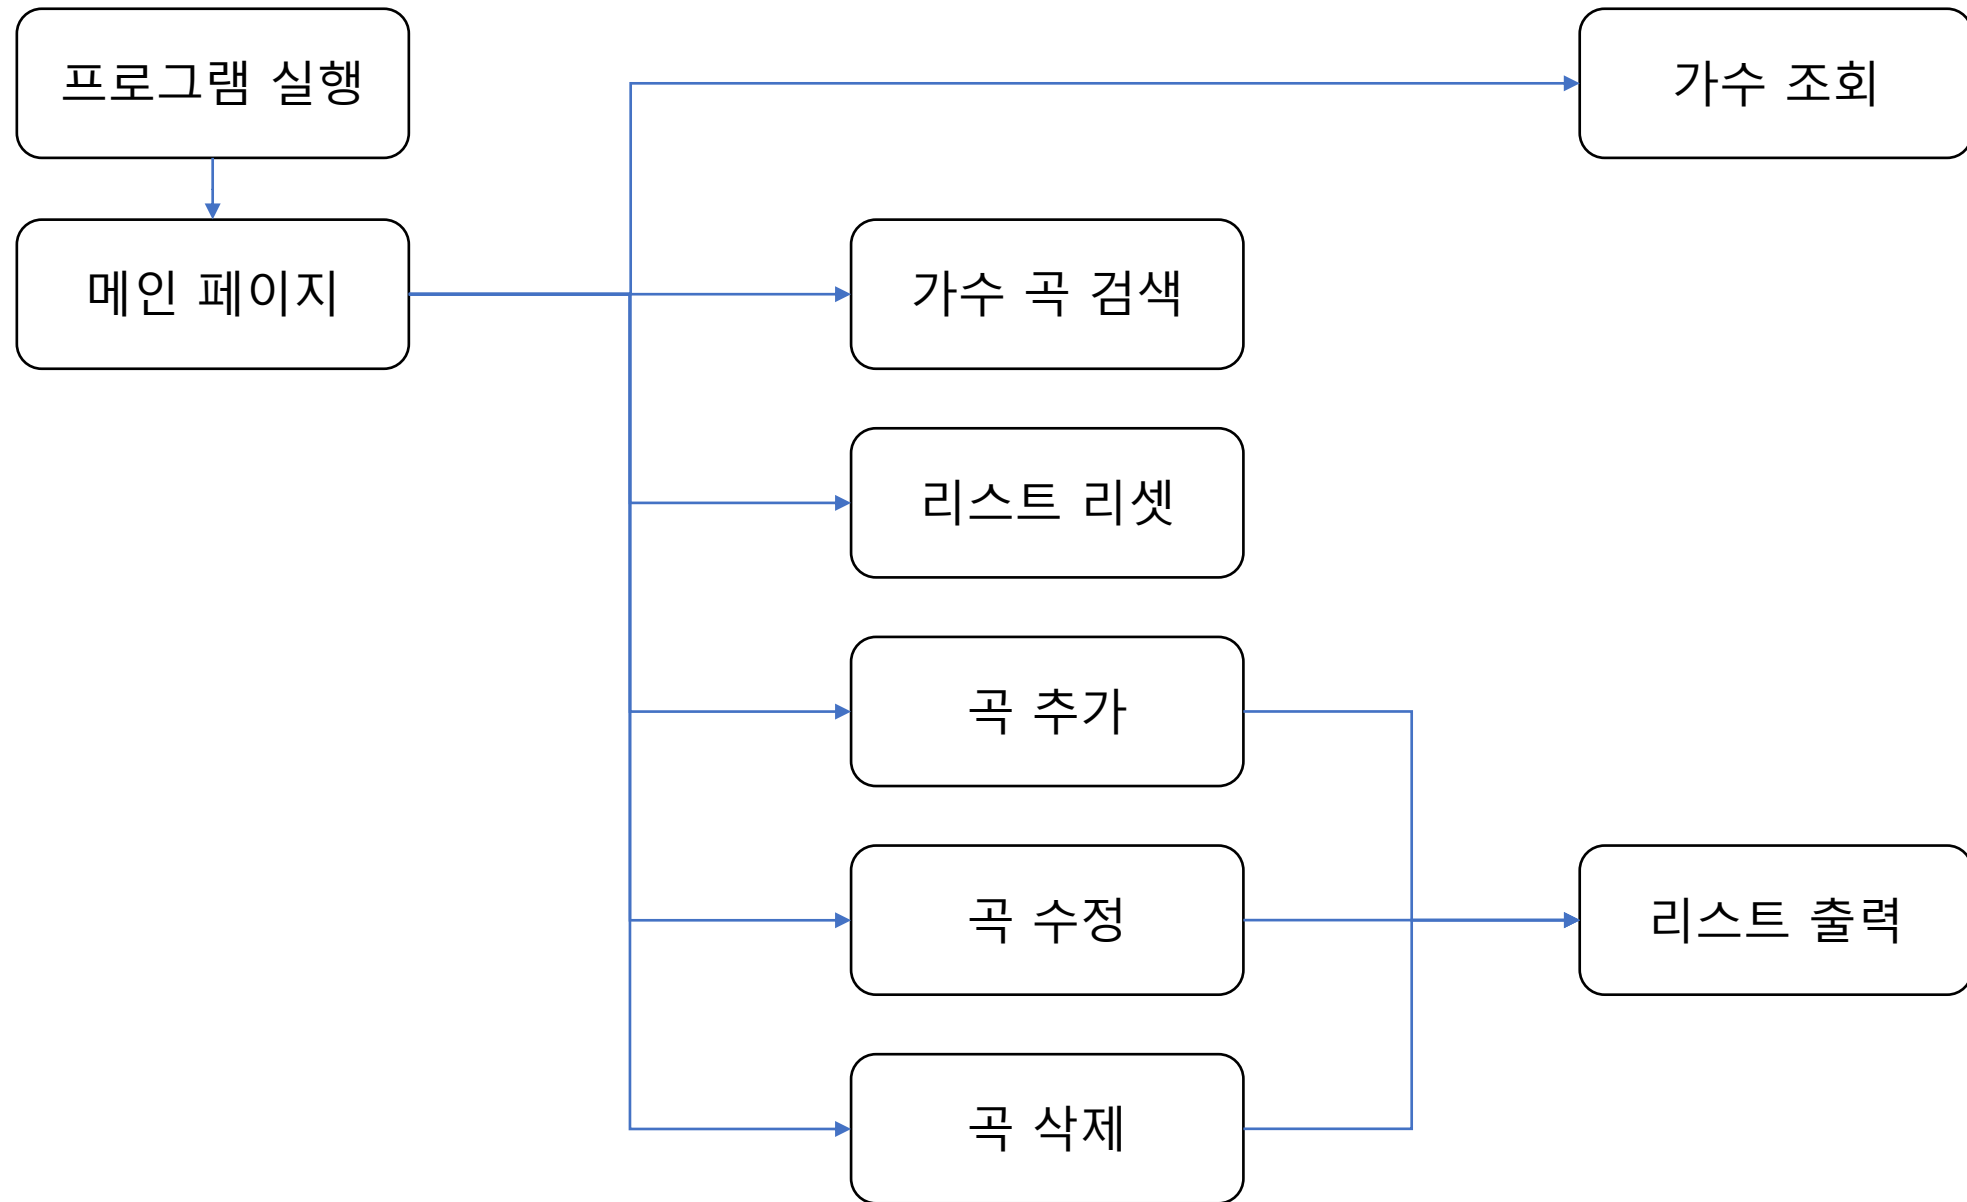 프로그램 실행
가수 조회
메인 페이지
가수 곡 검색
리스트 리셋
곡 추가
곡 수정
리스트 출력
곡 삭제